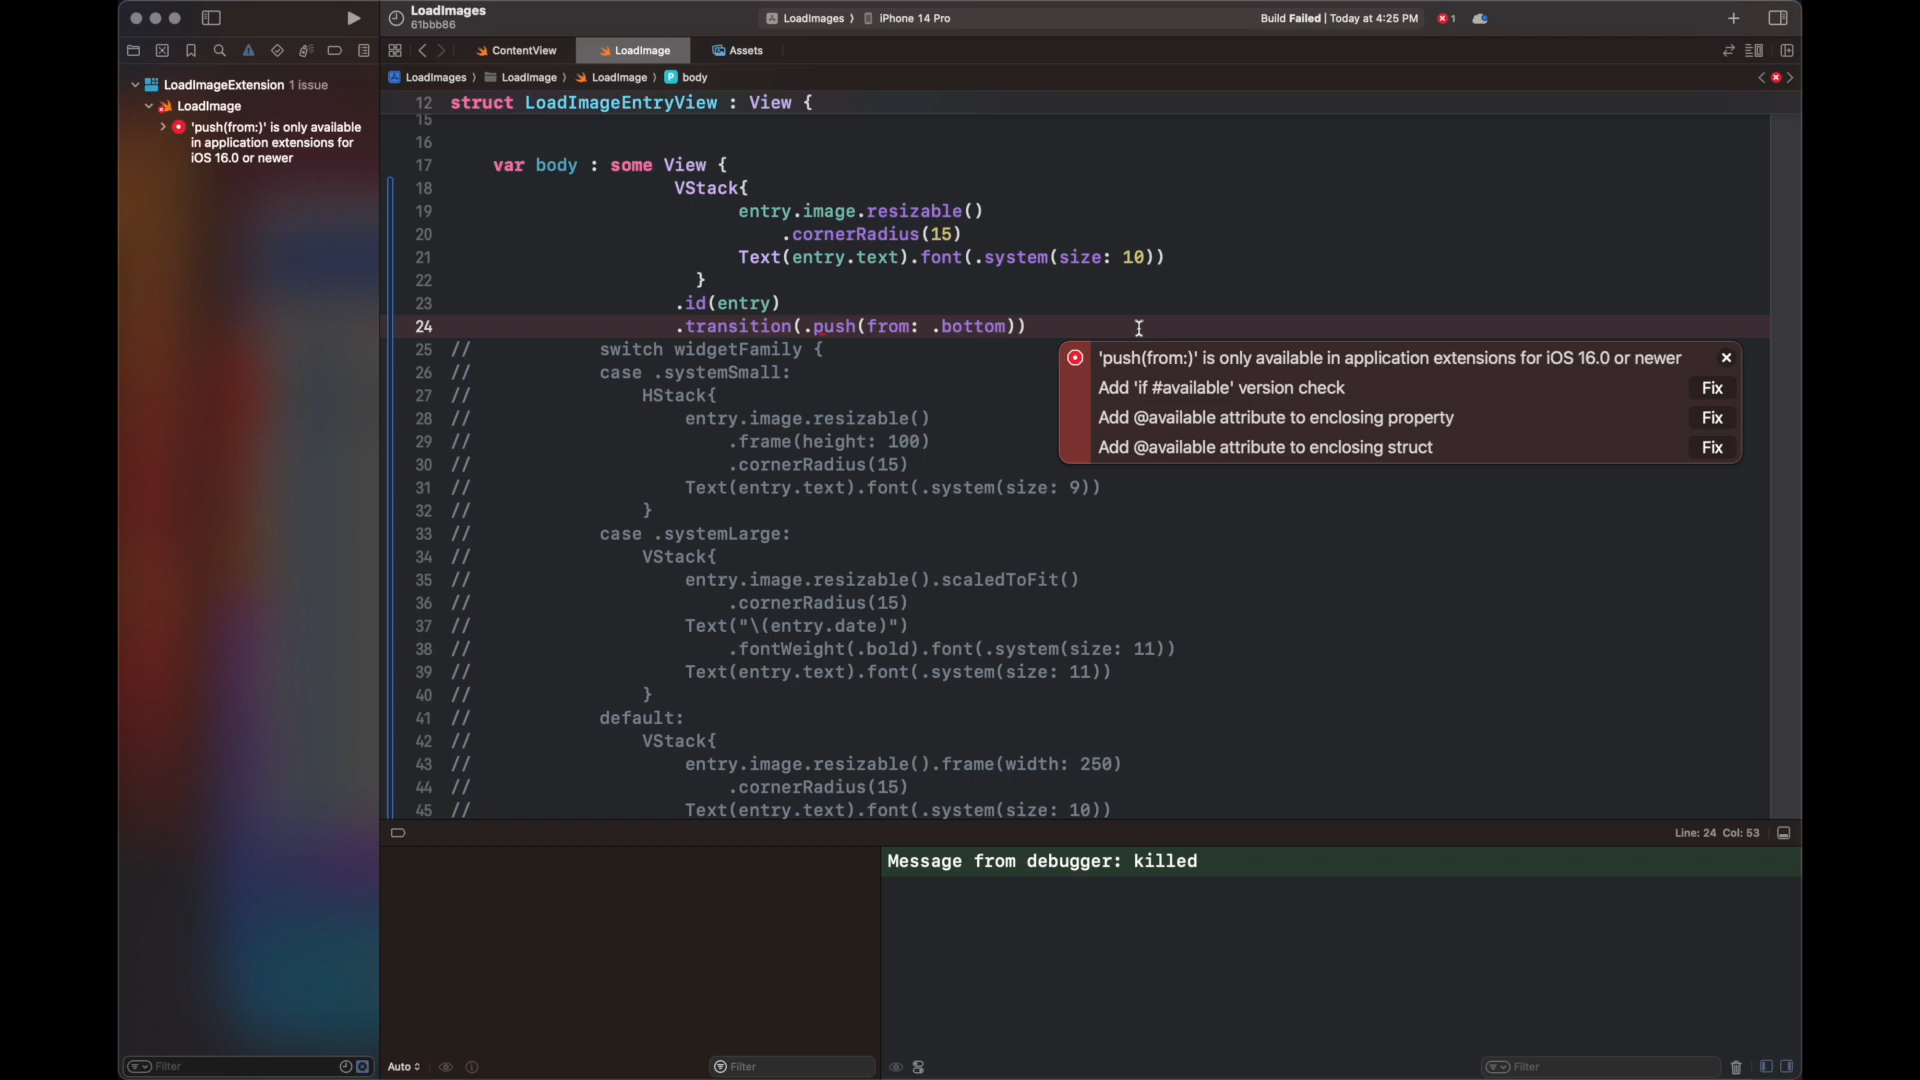 LoadImages
61bbb86
LoadImages 〉 iPhone 14 Pro
Build Failed | Today at 4:25 PM
1
ContentView
LoadImage
Assets
LoadImageExtension 1 issue
LoadImage
'push(from:)' is only available
in application extensions for
iOS 16.0 or newer
LoadImages 〉 LoadImage 〉 LoadImage 〉 P body
12 struct LoadImageEntryView : View {
15
16
17 var body : some View {
18 VStack{
19 entry.image.resizable()
20 .cornerRadius(15)
21 Text(entry.text).font(.system(size: 10))
22 }
23 .id(entry)
24 .transition(.push(from: .bottom))
25 // switch widgetFamily {
26 // case .systemSmall:
27 // HStack{
28 // entry.image.resizable()
29 // .frame(height: 100)
30 // .cornerRadius(15)
31 // Text(entry.text).font(.system(size: 9))
32 // }
33 // case .systemLarge:
34 // VStack{
35 // entry.image.resizable().scaledToFit()
36 // .cornerRadius(15)
37 // Text("\(entry.date)")
38 // .fontWeight(.bold).font(.system(size: 11))
39 // Text(entry.text).font(.system(size: 11))
40 // }
41 // default:
42 // VStack{
43 // entry.image.resizable().frame(width: 250)
44 // .cornerRadius(15)
45 // Text(entry.text).font(.system(size: 10))
'push(from:)' is only available in application extensions for iOS 16.0 or newer
Add 'if #available' version check Fix
Add @available attribute to enclosing property Fix
Add @available attribute to enclosing struct Fix
Line: 24 Col: 53
Message from debugger: killed
Filter
Auto
Filter
Filter